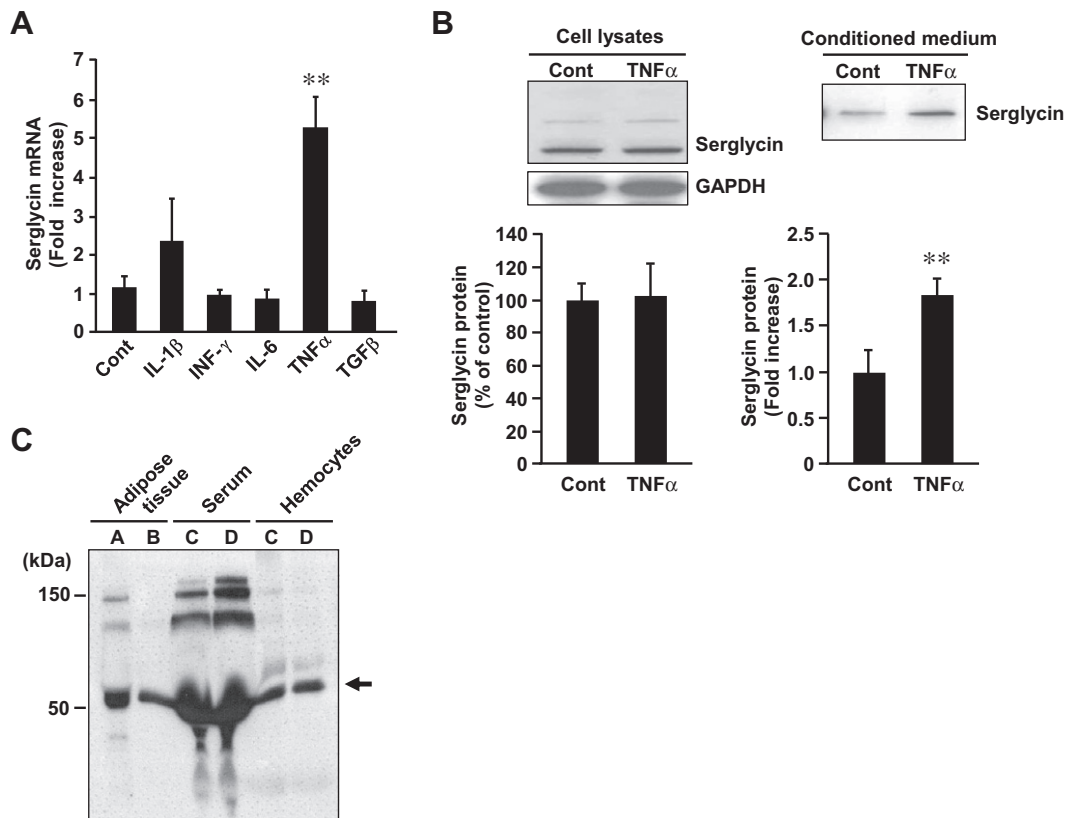 A
7
6
5
4
3
2
1
0
Serglycin mRNA
(Fold increase)
**
Cont
IL-1β
INF-γ
IL-6
TNFα
TGFβ
B
Cell lysates
Cont TNFα
Serglycin
GAPDH
Conditioned medium
Cont TNFα
Serglycin
140
120
100
80
60
40
20
0
Serglycin protein
(% of control)
Cont TNFα
2.5
2.0
1.5
1.0
0.5
0
Serglycin protein
(Fold increase)
**
Cont TNFα
C
Adipose
tissue
Serum
Hemocytes
A B C D C D
(kDa)
150
50